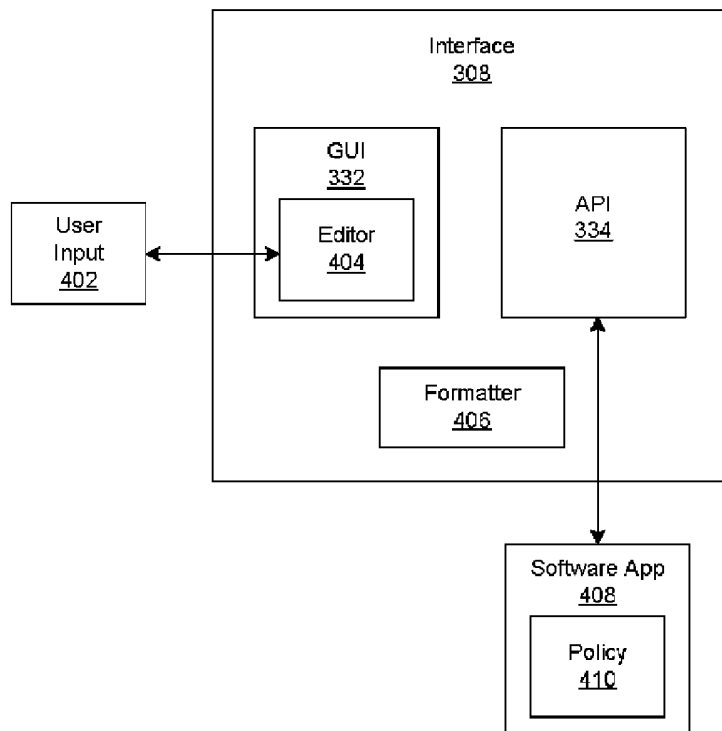 Interface
308
GUI
332
API
334
User
Input
402
Editor
404
Formatter
406
Software App
408
Policy
410